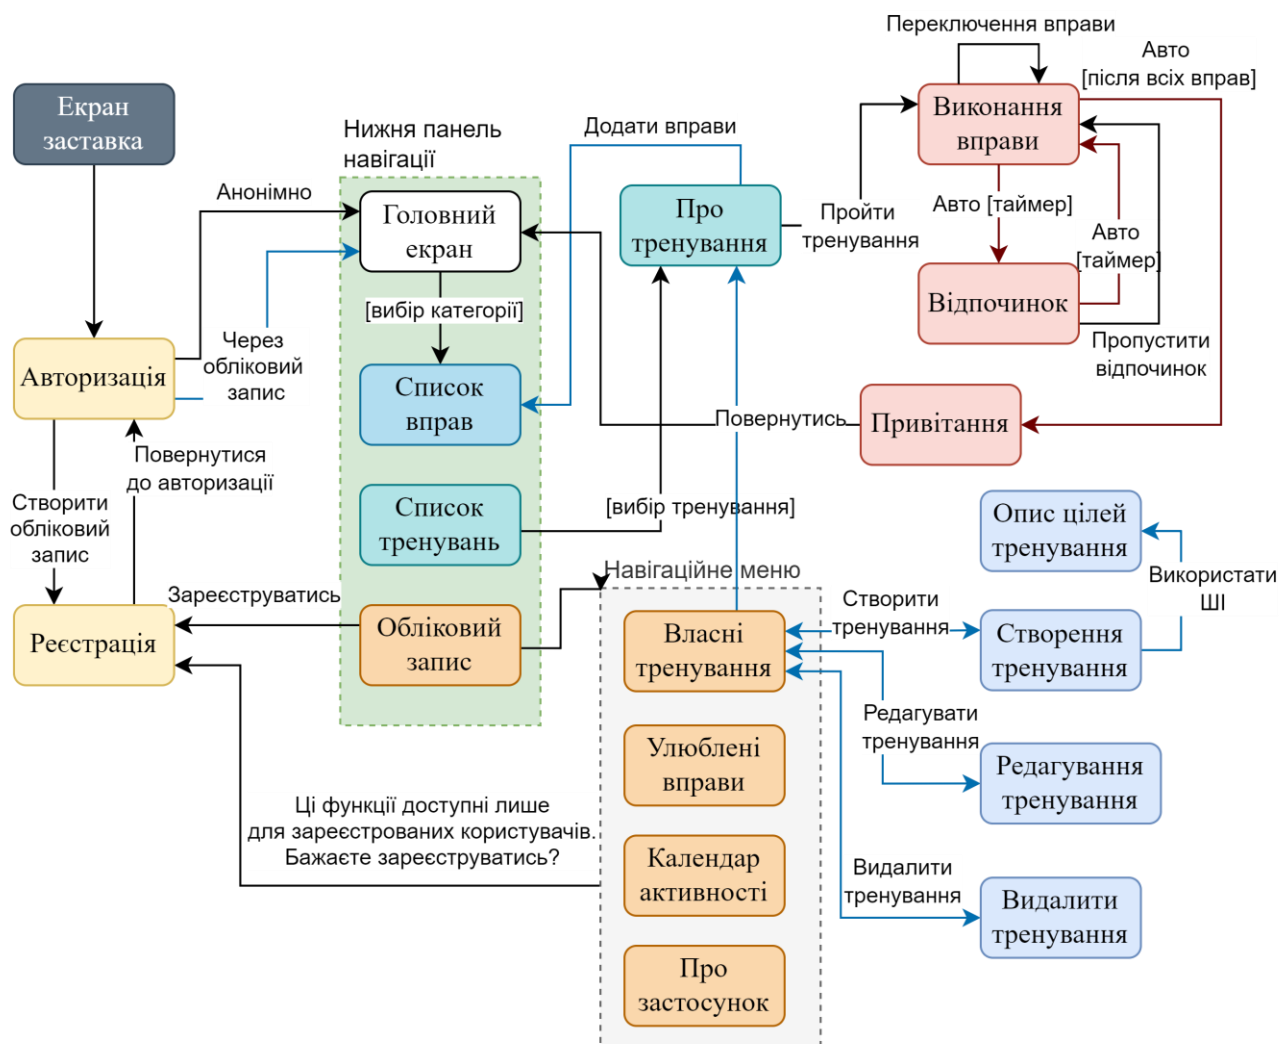 Переключення вправи
Авто
[після всіх вправ]
Екран
заставка
Виконання
вправи
Нижня панель
навігації
Додати вправи
Анонімно
Головний
екран
Про
тренування
Пройти
тренування
Авто [таймер]
Авто
[таймер]
Відпочинок
[вибір категорії]
Через
обліковий
запис
Пропустити
відпочинок
Авторизація
Список
вправ
Повернутись
Привітання
Повернутися
до авторизації
Створити
обліковий
запис
Список
тренувань
[вибір тренування]
Опис цілей
тренування
Використати
ШІ
Навігаційне меню
Зареєструватись
Реєстрація
Обліковий
запис
Власні
тренування
Створити
тренування
Створення
тренування
Редагувати
тренування
Улюблені
вправи
Редагування
тренування
Ці функції доступні лише
для зареєстрованих користувачів.
Бажаєте зареєструватись?
Календар
активності
Видалити
тренування
Видалити
тренування
Про
застосунок